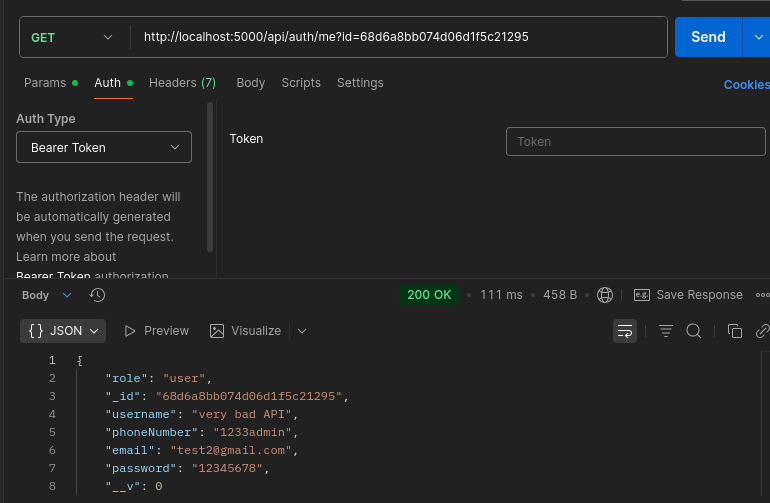 GET http://localhost:5000/api/auth/me?id=68d6a8bb074d06d1f5c21295 Send
Params Auth Headers (7) Body Scripts Settings Cookies
Auth Type
Bearer Token
Token Token
The authorization header will
be automatically generated
when you send the request.
Learn more about
Bearer Token authorization
Body 200 OK 111 ms 458 B e.g. Save Response
{} JSON Preview Visualize
1 {
2 "role": "user",
3 "_id": "68d6a8bb074d06d1f5c21295",
4 "username": "very bad API",
5 "phoneNumber": "1233admin",
6 "email": "test2@gmail.com",
7 "password": "12345678",
8 "__v": 0